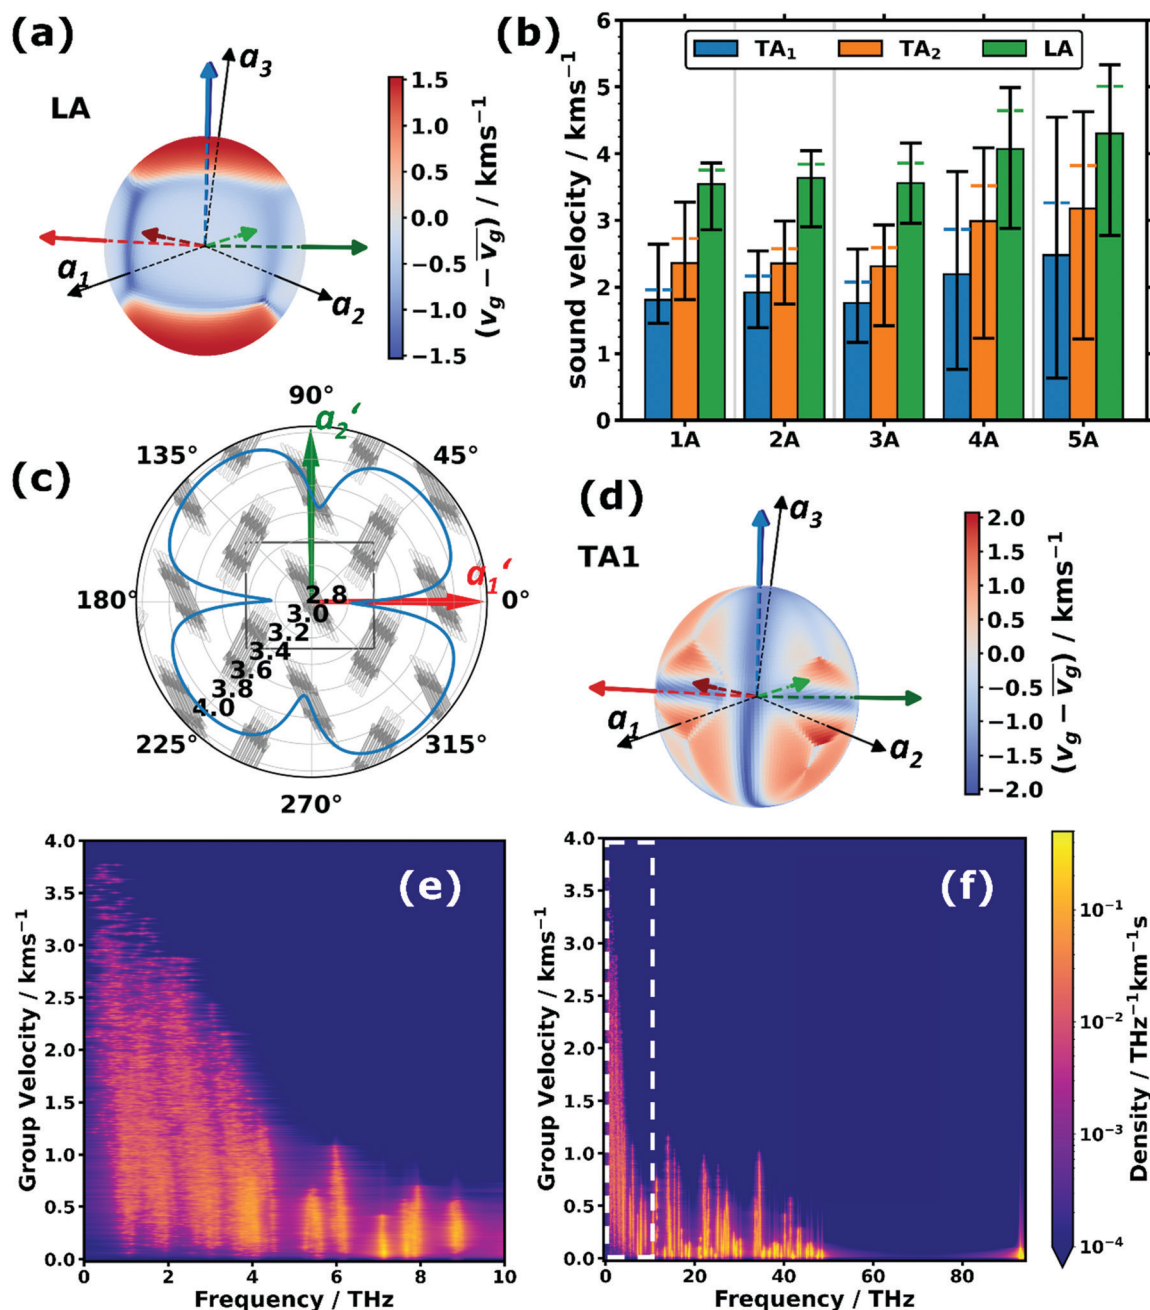 (a)
LA
a₃
a₁
a₂
1.5
1.0
0.5
0.0
−0.5
−1.0
−1.5
(v_g − v̅_g) / kms⁻¹
(b)
TA₁
TA₂
LA
sound velocity / kms⁻¹
6
5
4
3
2
1
0
1A
2A
3A
4A
5A
(c)
90°
a₂‘
135°
45°
180°
a₁‘
0°
2.8
3.0
3.2
3.4
3.6
3.8
4.0
225°
315°
270°
(d)
TA1
a₃
a₁
a₂
2.0
1.5
1.0
0.5
0.0
−0.5
−1.0
−1.5
−2.0
(v_g − v̅_g) / kms⁻¹
(e)
Group Velocity / kms⁻¹
4.0
3.5
3.0
2.5
2.0
1.5
1.0
0.5
0.0
0 2 4 6 8 10
Frequency / THz
(f)
Group Velocity / kms⁻¹
4.0
3.5
3.0
2.5
2.0
1.5
1.0
0.5
0.0
0 20 40 60 80
Frequency / THz
10⁻¹
10⁻²
10⁻³
10⁻⁴
Density / THz⁻¹km⁻¹s